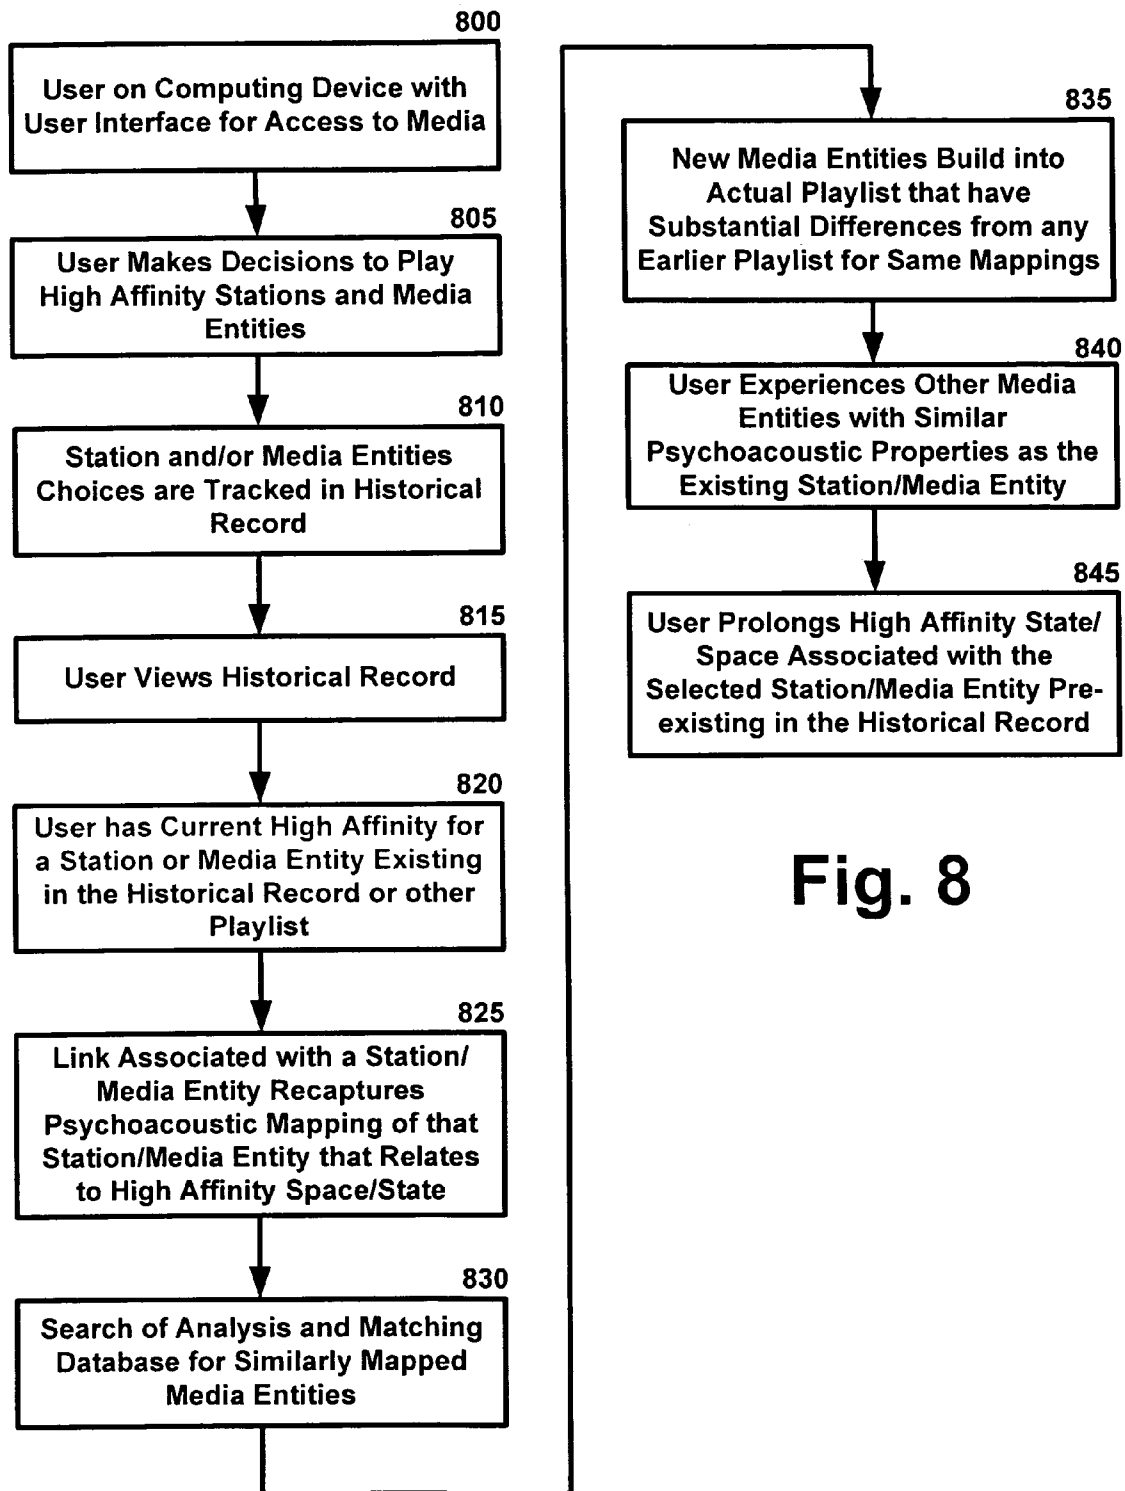 800
User on Computing Device with
User Interface for Access to Media
805
User Makes Decisions to Play
High Affinity Stations and Media
Entities
810
Station and/or Media Entities
Choices are Tracked in Historical
Record
815
User Views Historical Record
820
User has Current High Affinity for
a Station or Media Entity Existing
in the Historical Record or other
Playlist
825
Link Associated with a Station/
Media Entity Recaptures
Psychoacoustic Mapping of that
Station/Media Entity that Relates
to High Affinity Space/State
830
Search of Analysis and Matching
Database for Similarly Mapped
Media Entities
835
New Media Entities Build into
Actual Playlist that have
Substantial Differences from any
Earlier Playlist for Same Mappings
840
User Experiences Other Media
Entities with Similar
Psychoacoustic Properties as the
Existing Station/Media Entity
845
User Prolongs High Affinity State/
Space Associated with the
Selected Station/Media Entity Pre-
existing in the Historical Record
Fig. 8